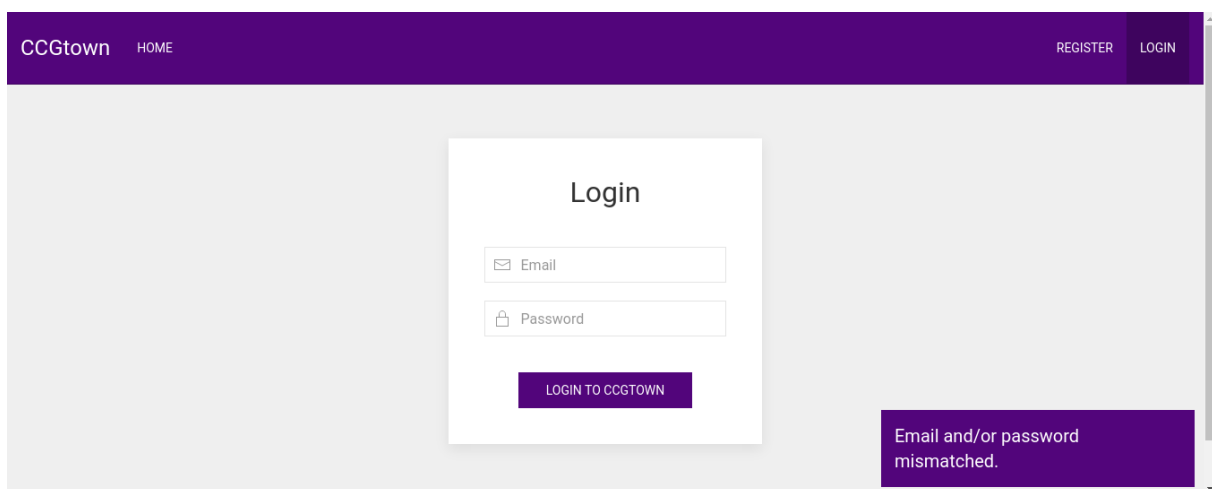 CCGtown HOME REGISTER LOGIN
Login
Email
Password
LOGIN TO CCGTOWN
Email and/or password
mismatched.